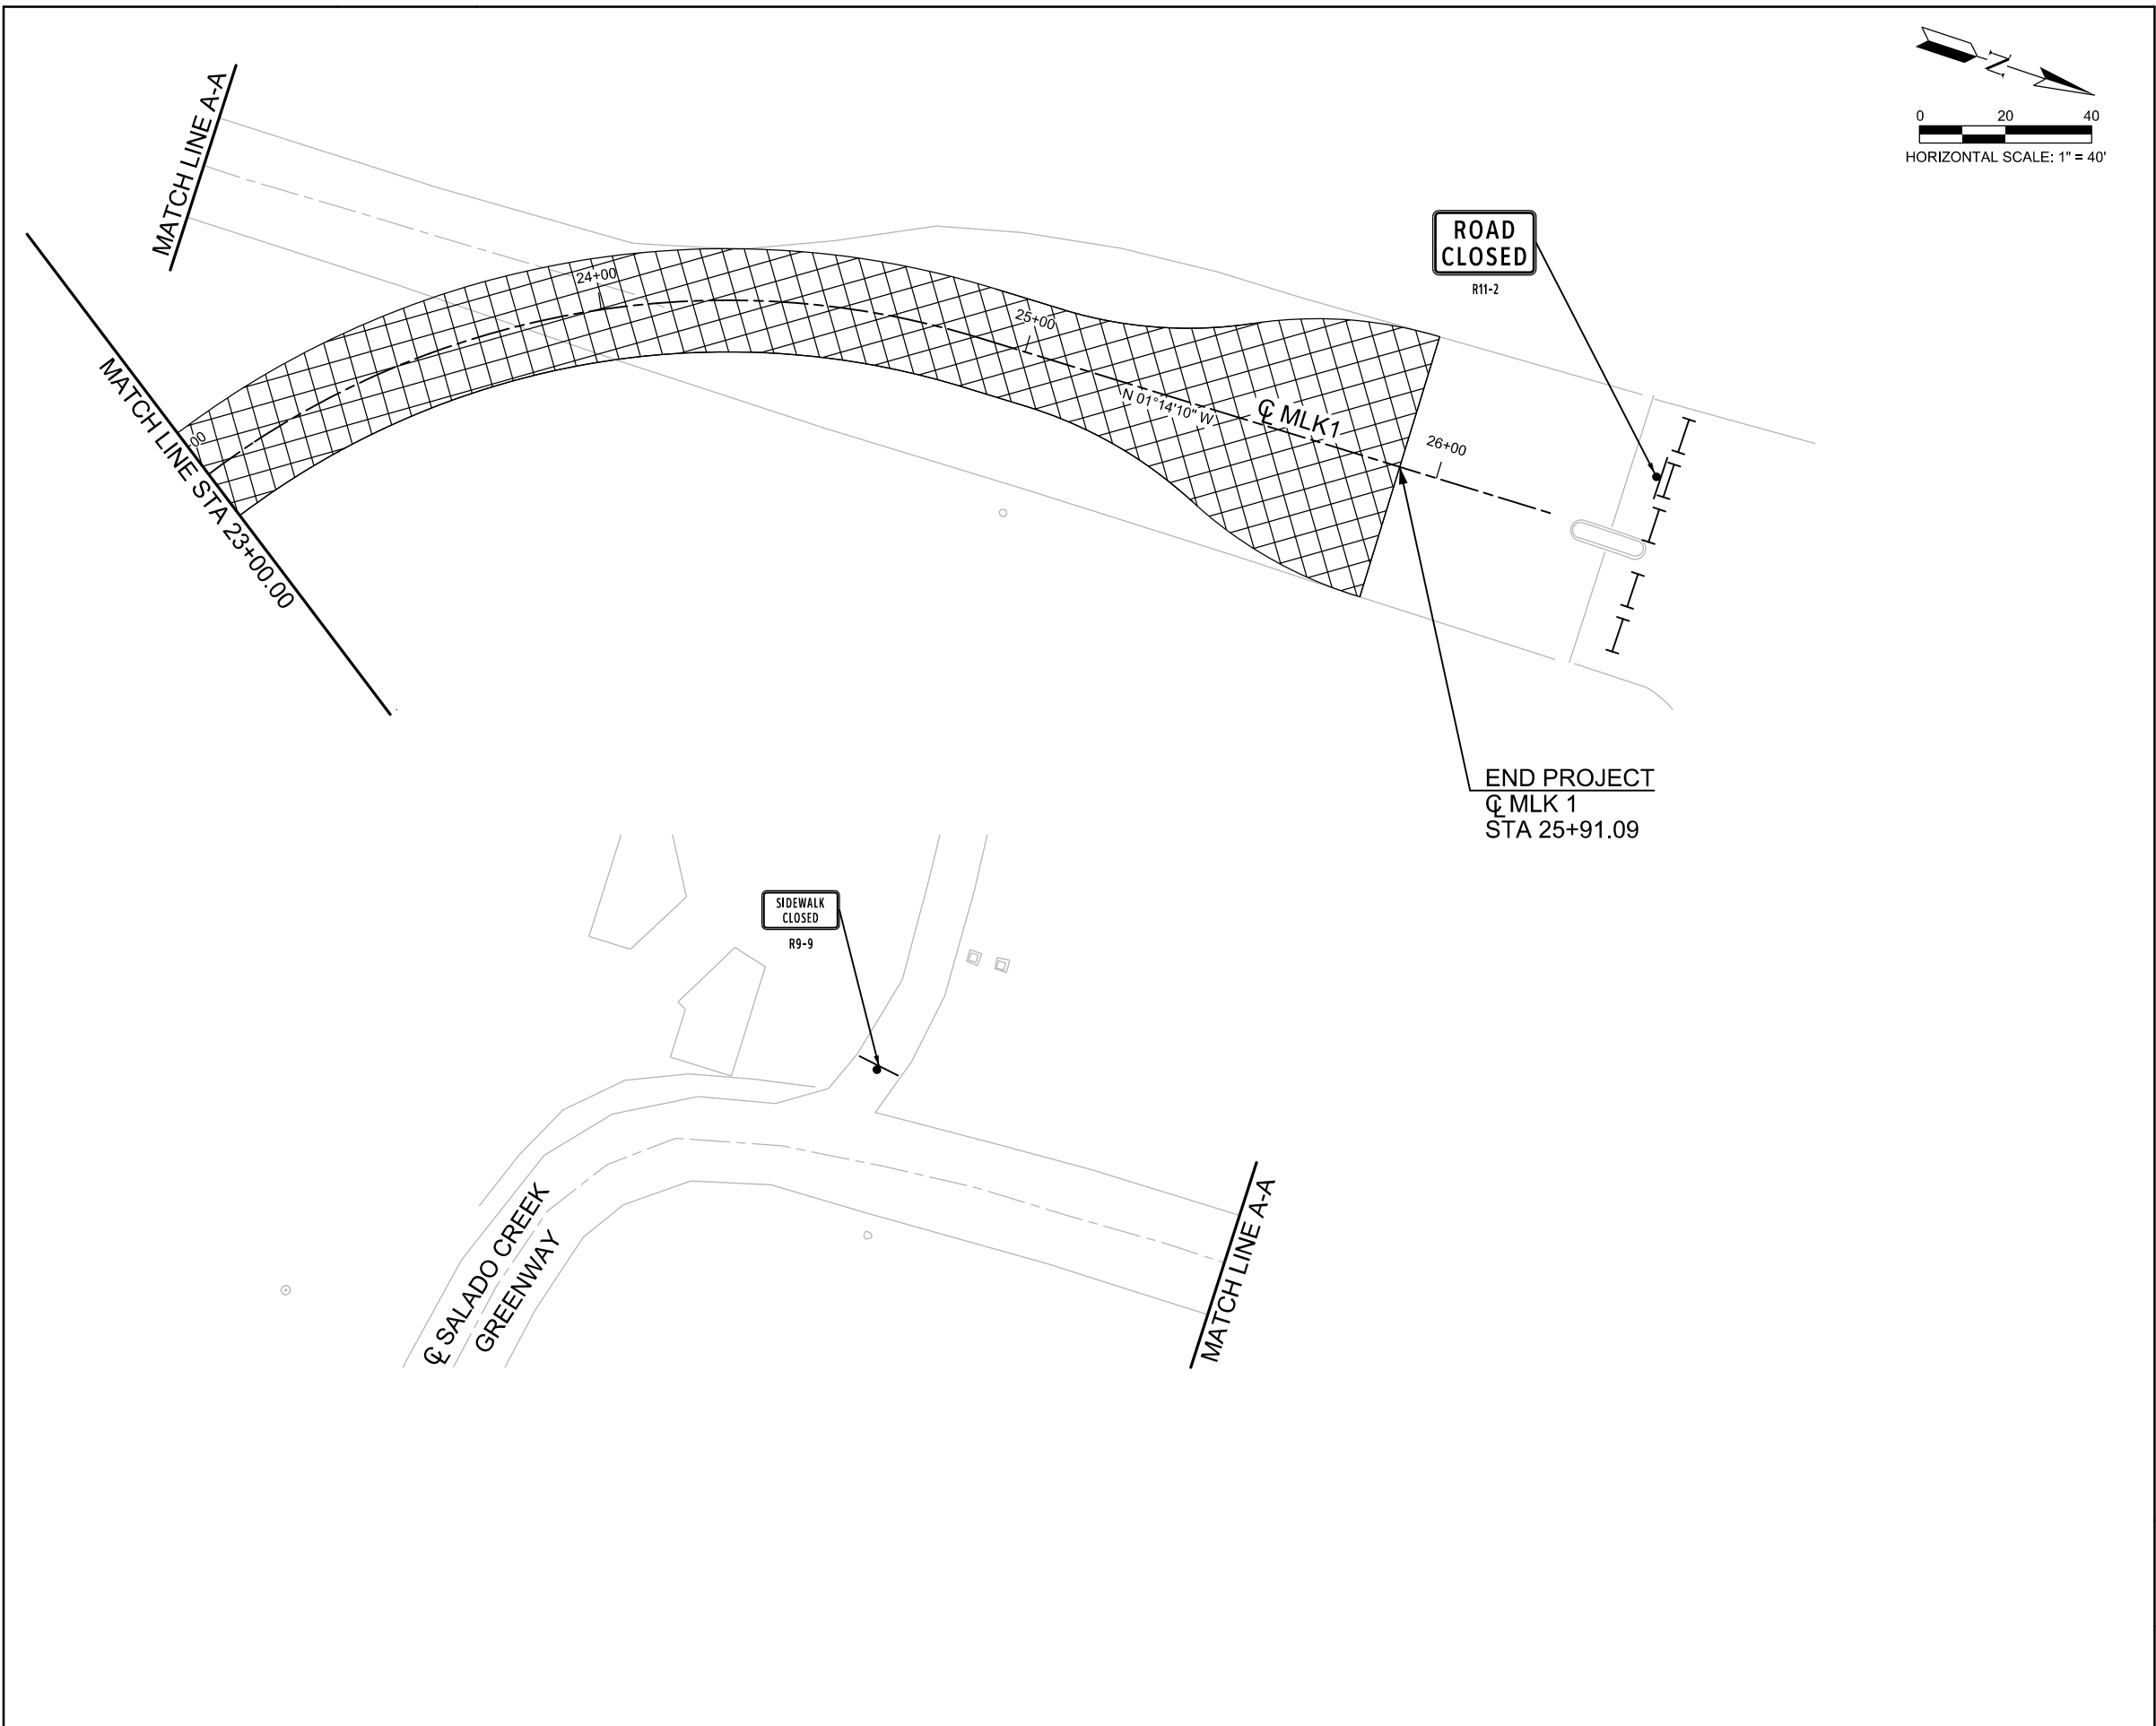 MATCH LINE A-A
N
0 20 40
HORIZONTAL SCALE: 1" = 40'
ROAD
CLOSED
R11-2
24+00
25+00
MATCH LINE STA 23+00.00
00
N 01°14'10" W
℄ MLK1
26+00
END PROJECT
℄ MLK 1
STA 25+91.09
SIDEWALK
CLOSED
R9-9
℄ SALADO CREEK
GREENWAY
MATCH LINE A-A